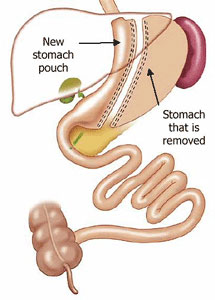 New
stomach
pouch
Stomach
that is
removed